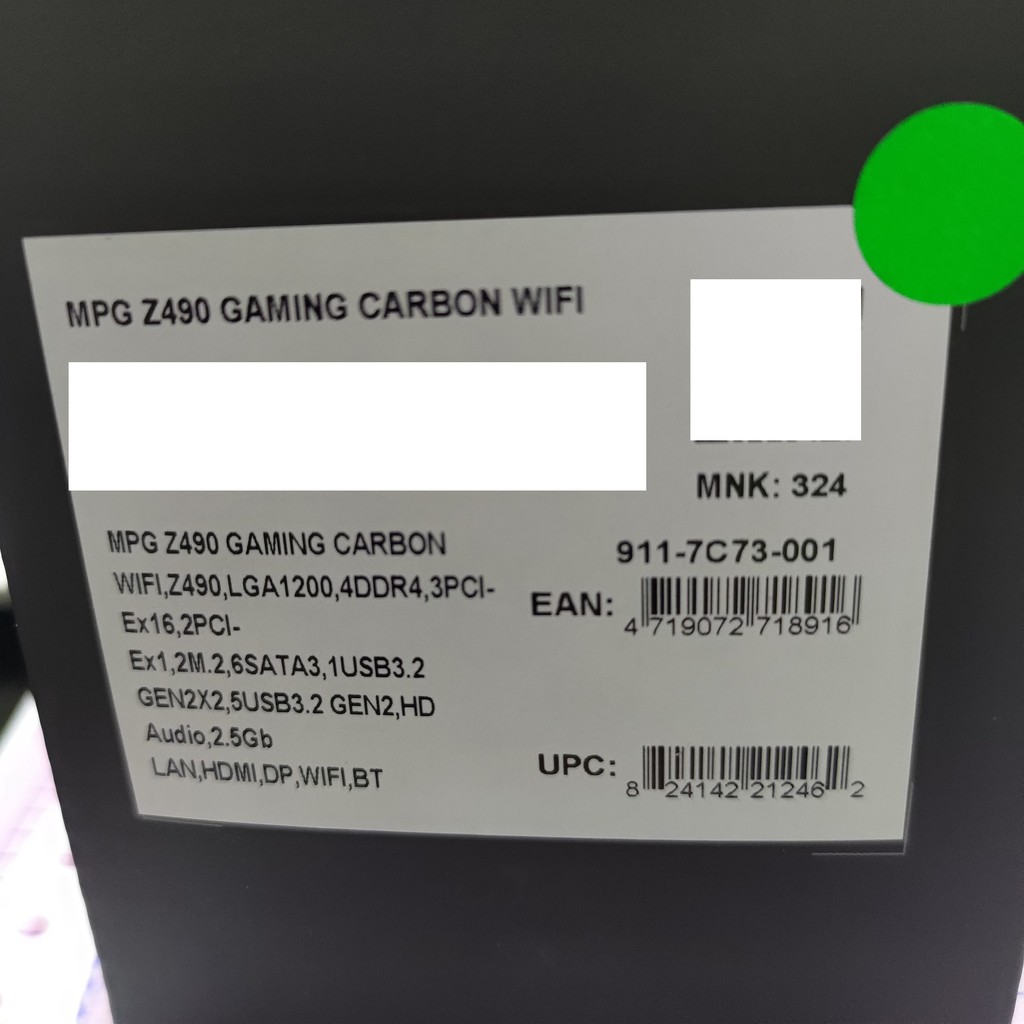 MPG Z490 GAMING CARBON WIFI
MNK: 324
MPG Z490 GAMING CARBON
WIFI,Z490,LGA1200,4DDR4,3PCI-
Ex16,2PCI-
Ex1,2M.2,6SATA3,1USB3.2
GEN2X2,5USB3.2 GEN2,HD
Audio,2.5Gb
LAN,HDMI,DP,WIFI,BT
911-7C73-001
EAN: 4 719072 718916
UPC: 8 24142 21246 2